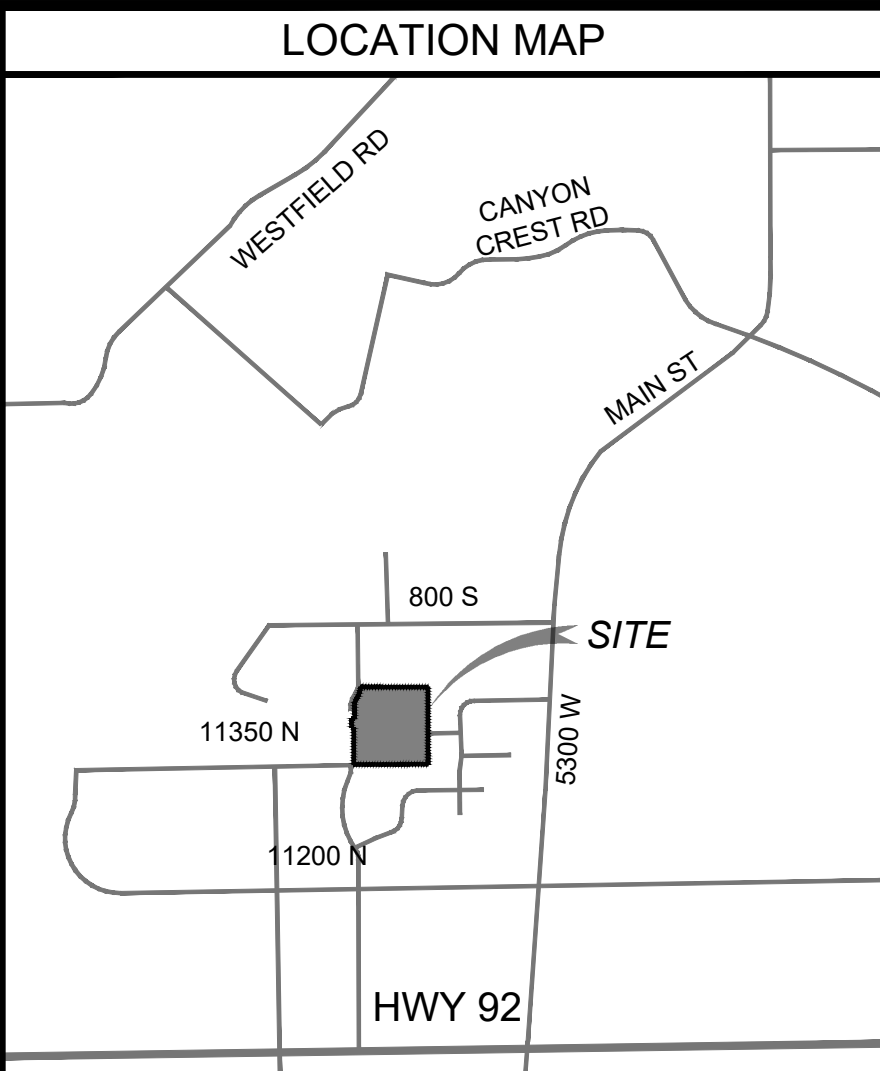 LOCATION MAP
WESTFIELD RD
CANYON
CREST RD
MAIN ST
800 S
SITE
11350 N
5300 W
11200 N
HWY 92